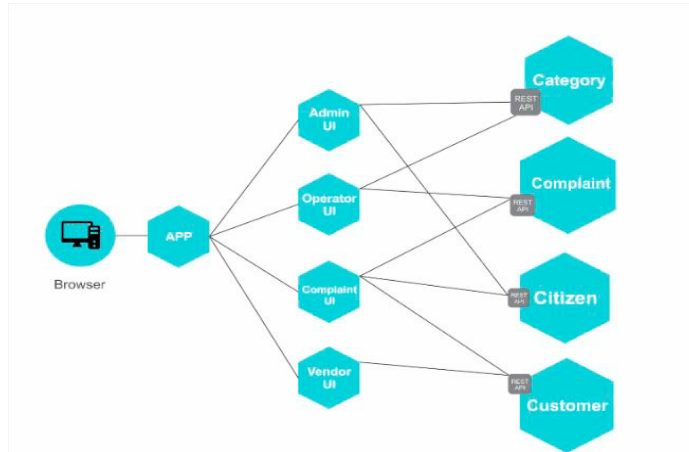 Browser
APP
Admin
UI
Operator
UI
Complaint
UI
Vendor
UI
Category
REST
API
Complaint
REST
API
Citizen
REST
API
Customer
REST
API